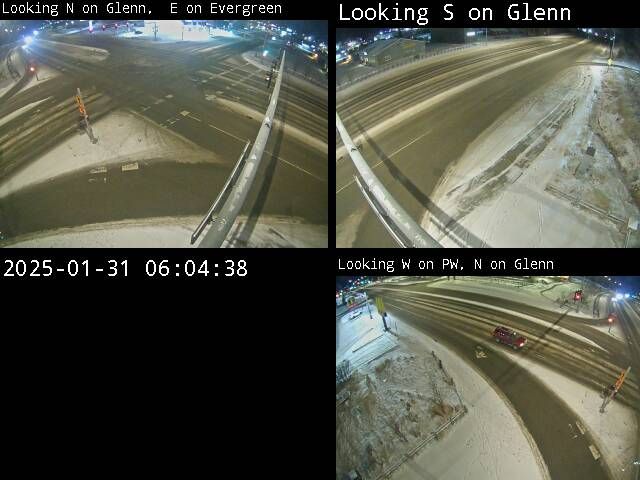 Looking N on Glenn,  E on Evergreen
Looking S on Glenn
2025-01-31 06:04:38
Looking W on PW, N on Glenn